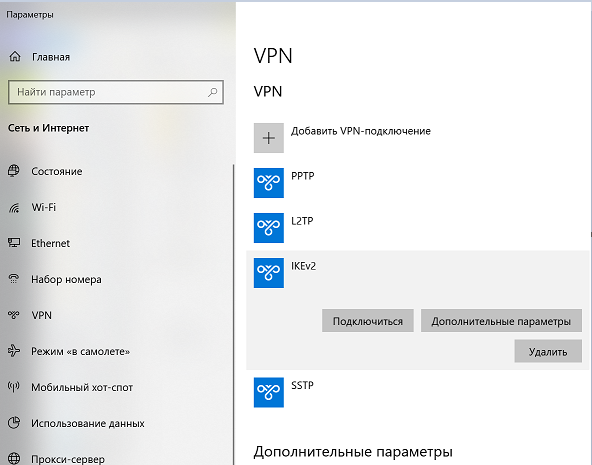 Параметры
Главная
Найти параметр
Сеть и Интернет
Состояние
Wi-Fi
Ethernet
Набор номера
VPN
Режим «в самолете»
Мобильный хот-спот
Использование данных
Прокси-сервер
VPN
VPN
Добавить VPN-подключение
PPTP
L2TP
IKEv2
Подключиться
Дополнительные параметры
Удалить
SSTP
Дополнительные параметры